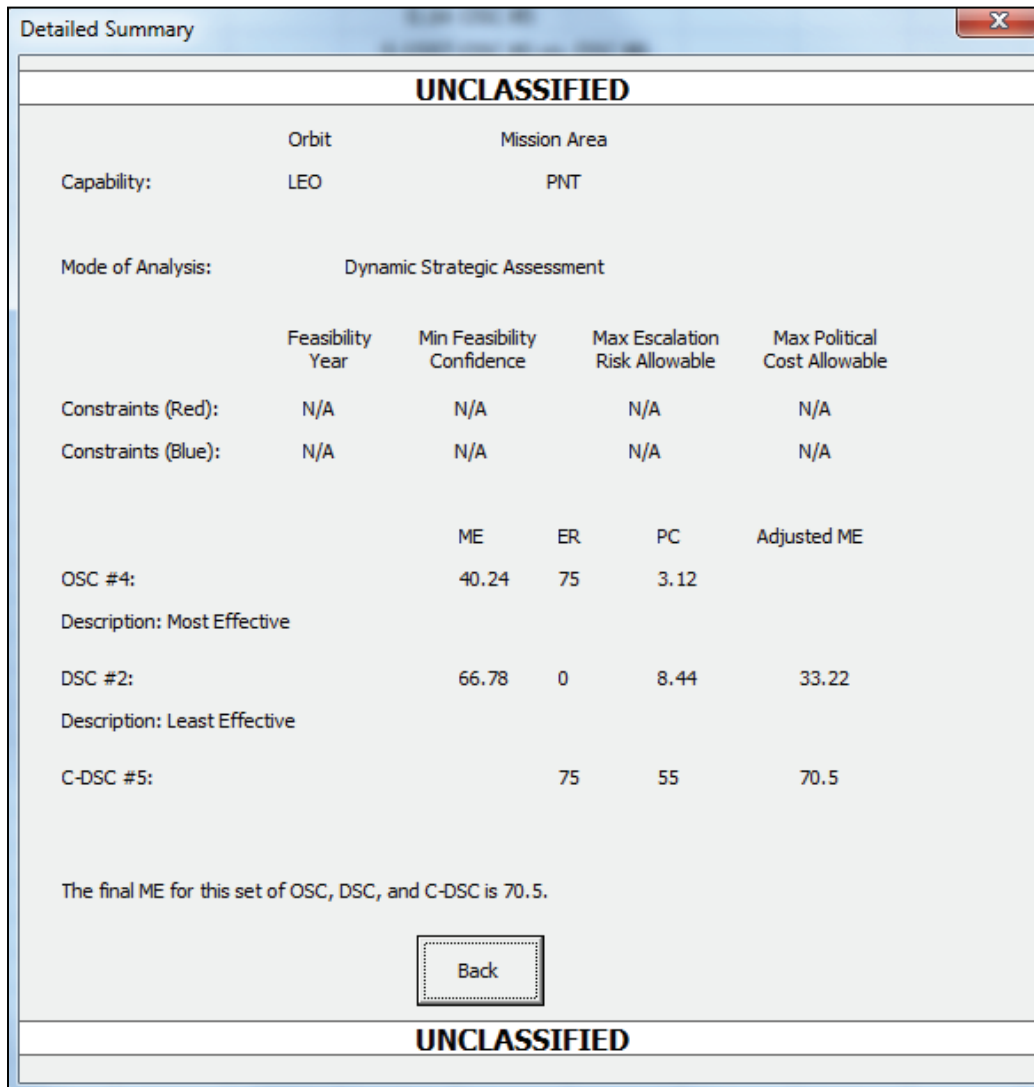 Detailed Summary
UNCLASSIFIED
Orbit Mission Area
Capability: LEO PNT
Mode of Analysis: Dynamic Strategic Assessment
Feasibility Min Feasibility Max Escalation Max Political
Year Confidence Risk Allowable Cost Allowable
Constraints (Red): N/A N/A N/A N/A
Constraints (Blue): N/A N/A N/A N/A
ME ER PC Adjusted ME
OSC #4: 40.24 75 3.12
Description: Most Effective
DSC #2: 66.78 0 8.44 33.22
Description: Least Effective
C-DSC #5: 75 55 70.5
The final ME for this set of OSC, DSC, and C-DSC is 70.5.
Back
UNCLASSIFIED